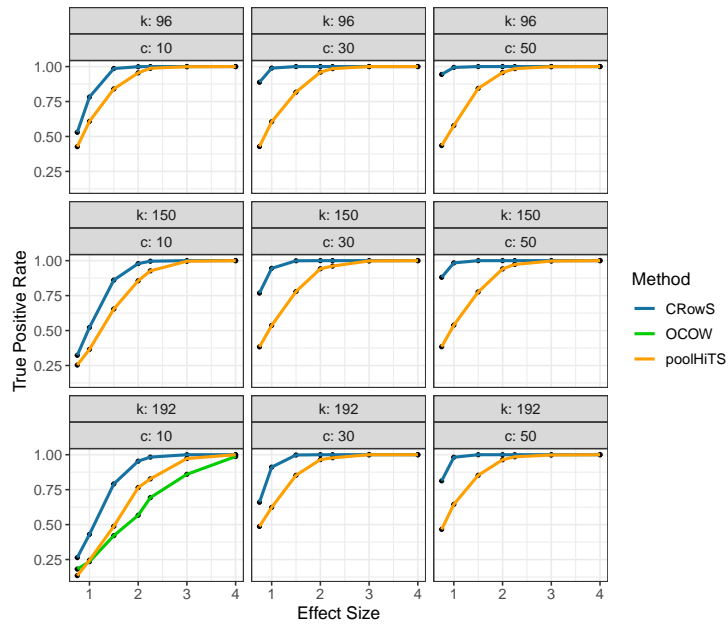 k: 96
k: 96
k: 96
c: 10
c: 30
c: 50
1.00
0.75
0.50
0.25
k: 150
k: 150
k: 150
c: 10
c: 30
c: 50
1.00
0.75
0.50
0.25
k: 192
k: 192
k: 192
c: 10
c: 30
c: 50
1.00
0.75
0.50
0.25
1 2 3 4
1 2 3 4
1 2 3 4
Effect Size
True Positive Rate
Method
CRowS
OCOW
poolHiTS